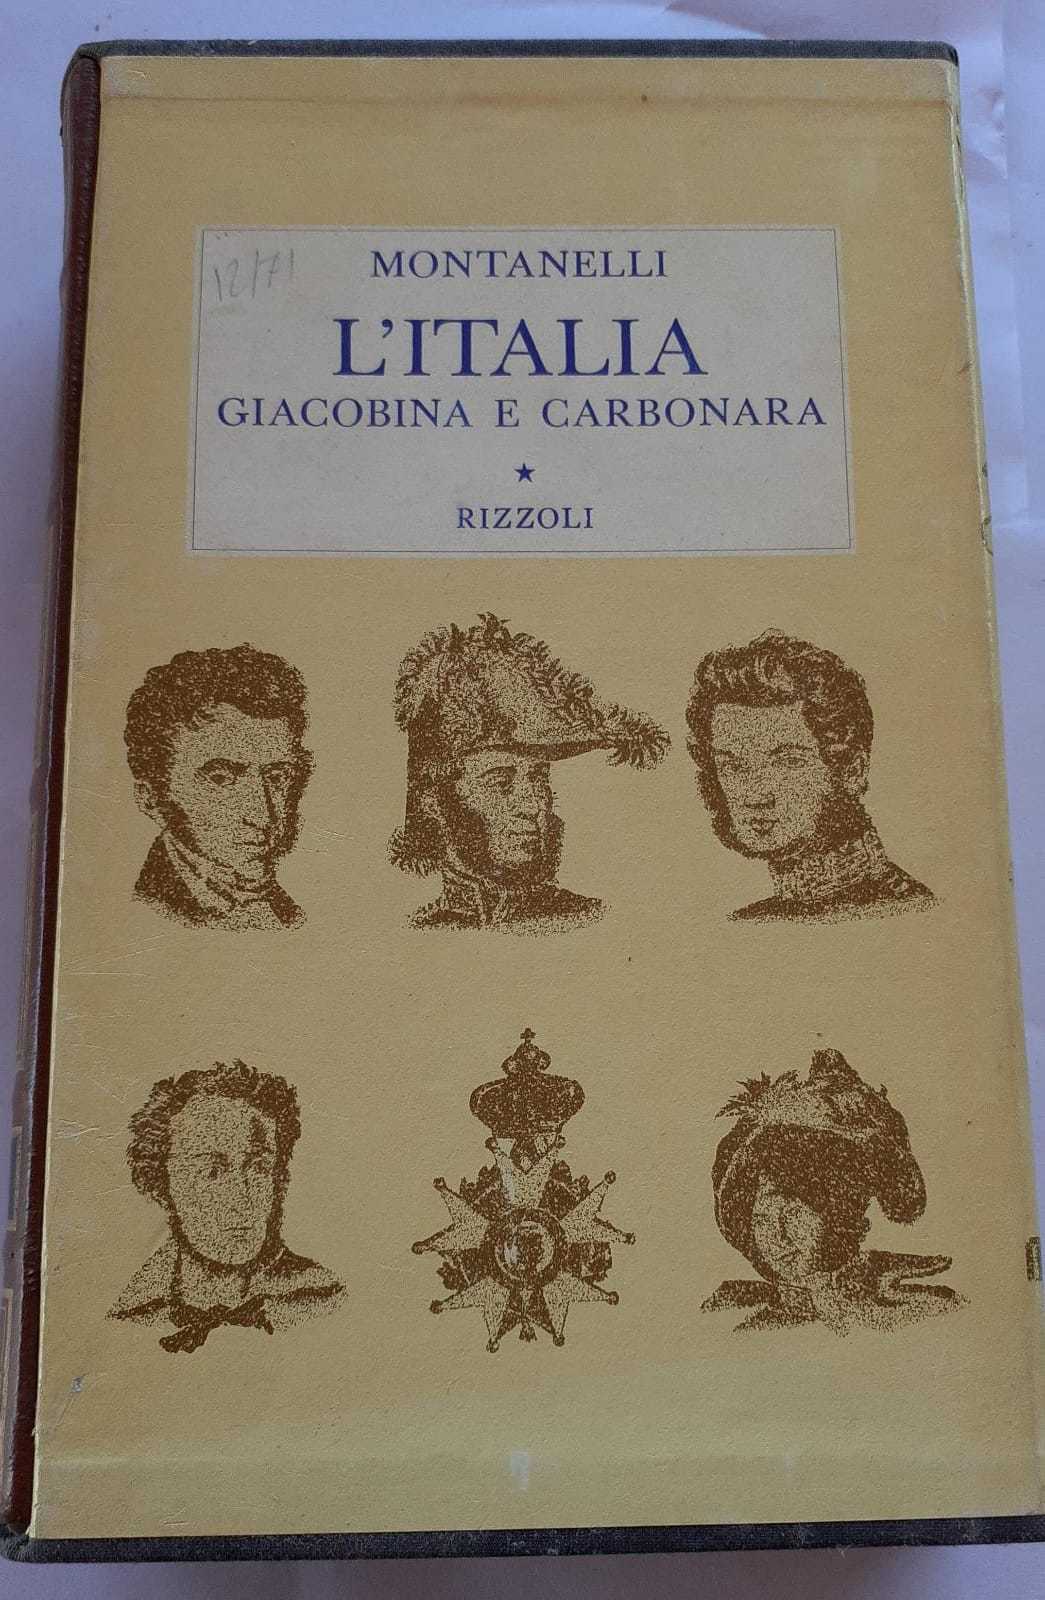 12/71
MONTANELLI
L'ITALIA
GIACOBINA E CARBONARA
★
RIZZOLI